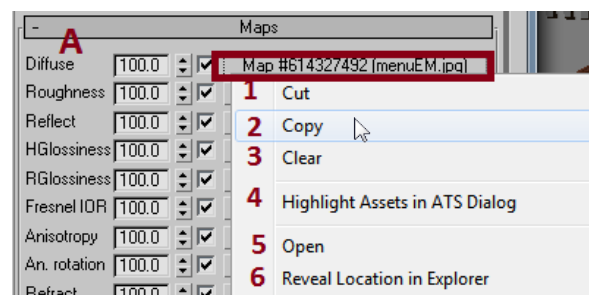 - Maps
A
Diffuse 100.0 Map #614327492 (menuEM.jpg)
Roughness 100.0 1 Cut
Reflect 100.0 2 Copy
HGlossiness 100.0 3 Clear
RGlossiness 100.0
Fresnel IOR 100.0 4 Highlight Assets in ATS Dialog
Anisotropy 100.0 5 Open
An. rotation 100.0 6 Reveal Location in Explorer
Refract 100.0